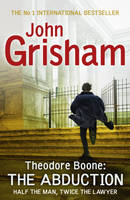 THE NO 1 INTERNATIONAL BESTSELLER
John
Grisham
Theodore Boone:
THE ABDUCTION
HALF THE MAN, TWICE THE LAWYER